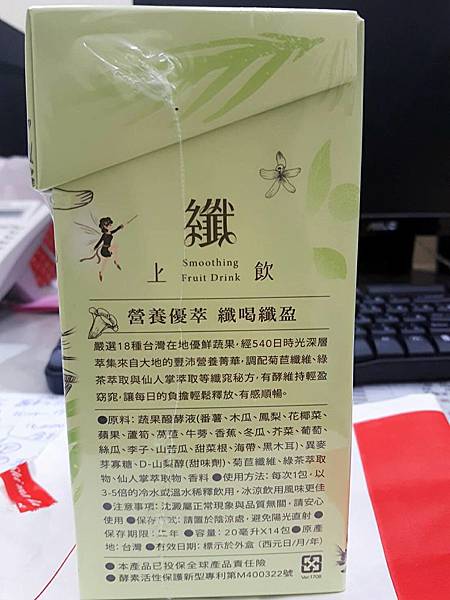 纖
上 Smoothing Fruit Drink 飲
營養優萃 纖喝纖盈
嚴選18種台灣在地優鮮蔬果，經540日時光深層
萃集來自大地的豐沛營養菁華，調配菊苣纖維、綠
茶萃取與仙人掌萃取等纖窈秘方，有酵維持輕盈
窈窕，讓每日的負擔輕鬆釋放、有感順暢。
●原料：蔬果醱酵液(番薯、木瓜、鳳梨、花椰菜、
蘋果、蘆筍、萵苣、牛蒡、香蕉、冬瓜、芥菜、葡萄、
絲瓜、李子、山苦瓜、甜菜根、海帶、黑木耳)、異麥
芽寡糖、D-山梨醇(甜味劑)、菊苣纖維、綠茶萃取
物、仙人掌萃取物、香料 ●使用方法：每次1包，以
3-5倍的冷水或溫水稀釋飲用，冰涼飲用風味更佳
●注意事項：沈澱屬正常現象與品質無關，請安心
使用 ●保存方式：請置於陰涼處，避免陽光直射 ●
保存期限：二年 ●容量：20毫升X14包 ●原產
地：台灣 ●有效日期：標示於外盒 (西元日/月/年)
● 本產品已投保全球產品責任險
● 酵素活性保護新型專利第M400322號
Ver.1708